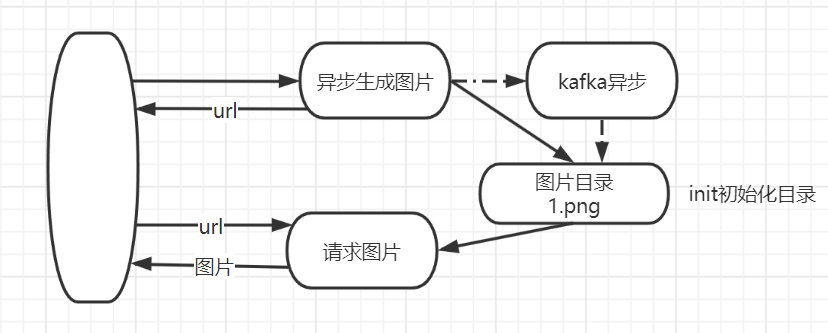 异步生成图片
kafka异步
url
图片目录
1.png
init初始化目录
url
请求图片
图片